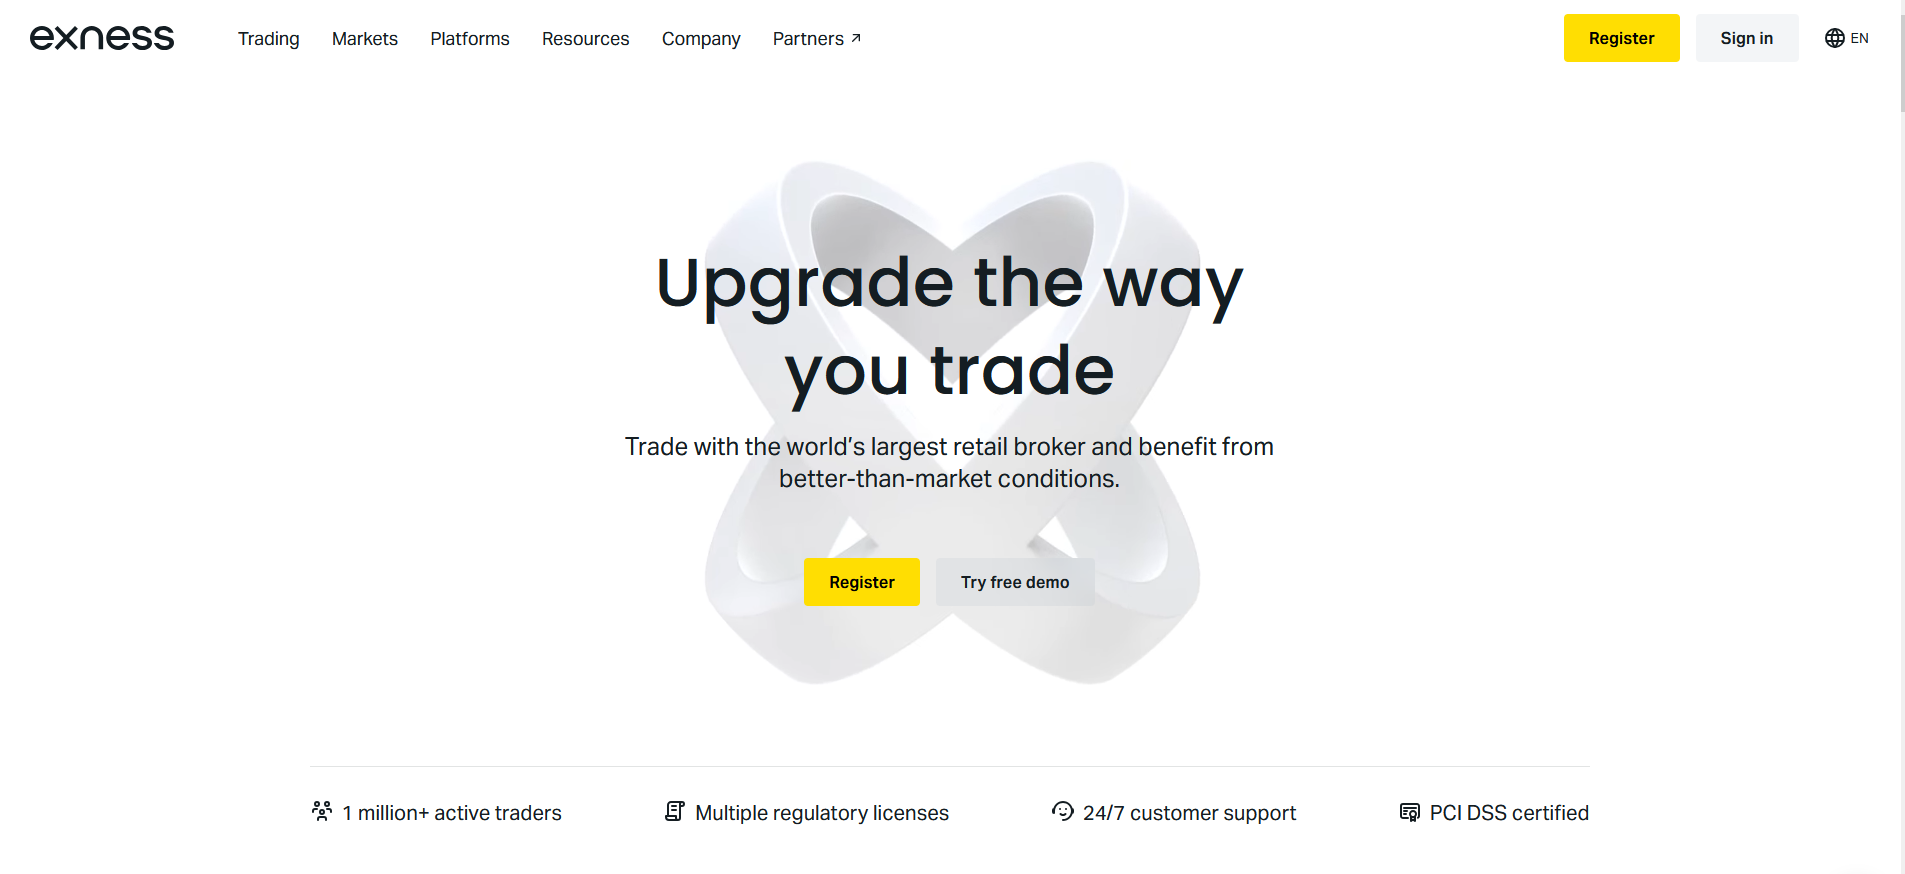 exness
Trading
Markets
Platforms
Resources
Company
Partners
Register
Sign in
EN
Upgrade the way
you trade
Trade with the world’s largest retail broker and benefit from
better-than-market conditions.
Register
Try free demo
1 million+ active traders
Multiple regulatory licenses
24/7 customer support
PCI DSS certified